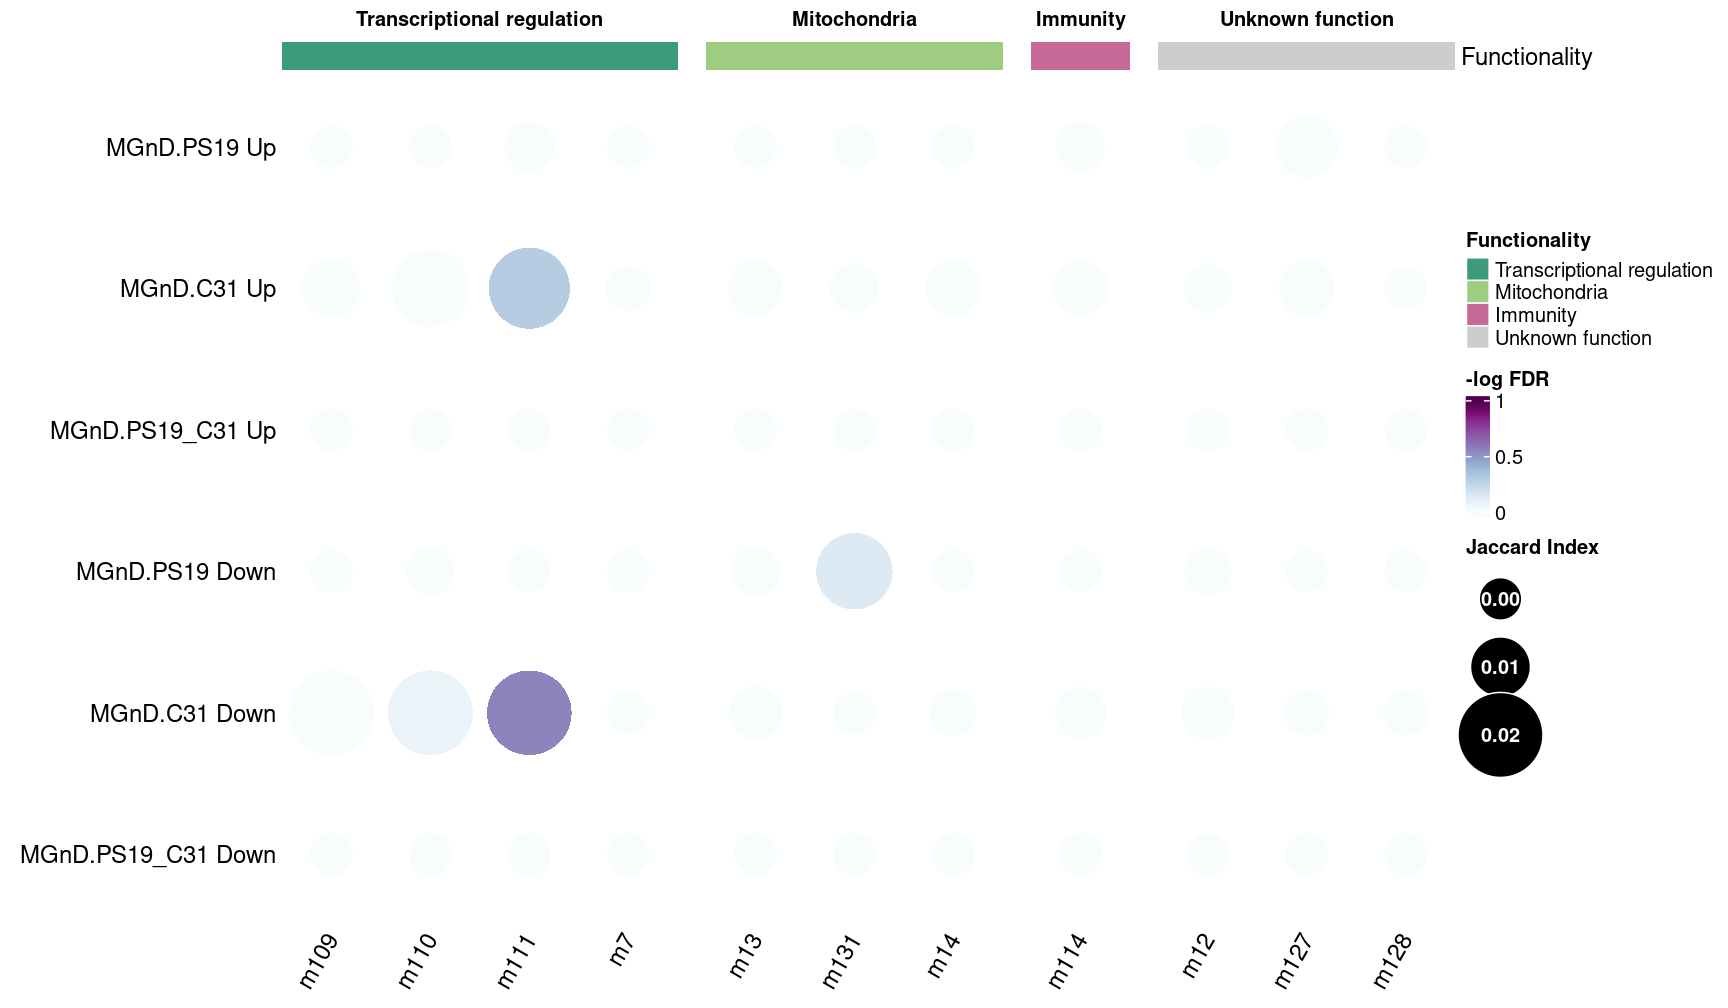 Transcriptional regulation
Mitochondria
Immunity
Unknown function
Functionality
MGnD.PS19 Up
MGnD.C31 Up
MGnD.PS19_C31 Up
MGnD.PS19 Down
MGnD.C31 Down
MGnD.PS19_C31 Down
m109
m110
m111
m7
m13
m131
m14
m114
m12
m127
m128
Functionality
Transcriptional regulation
Mitochondria
Immunity
Unknown function
-log FDR
1
0.5
0
Jaccard Index
0.00
0.01
0.02